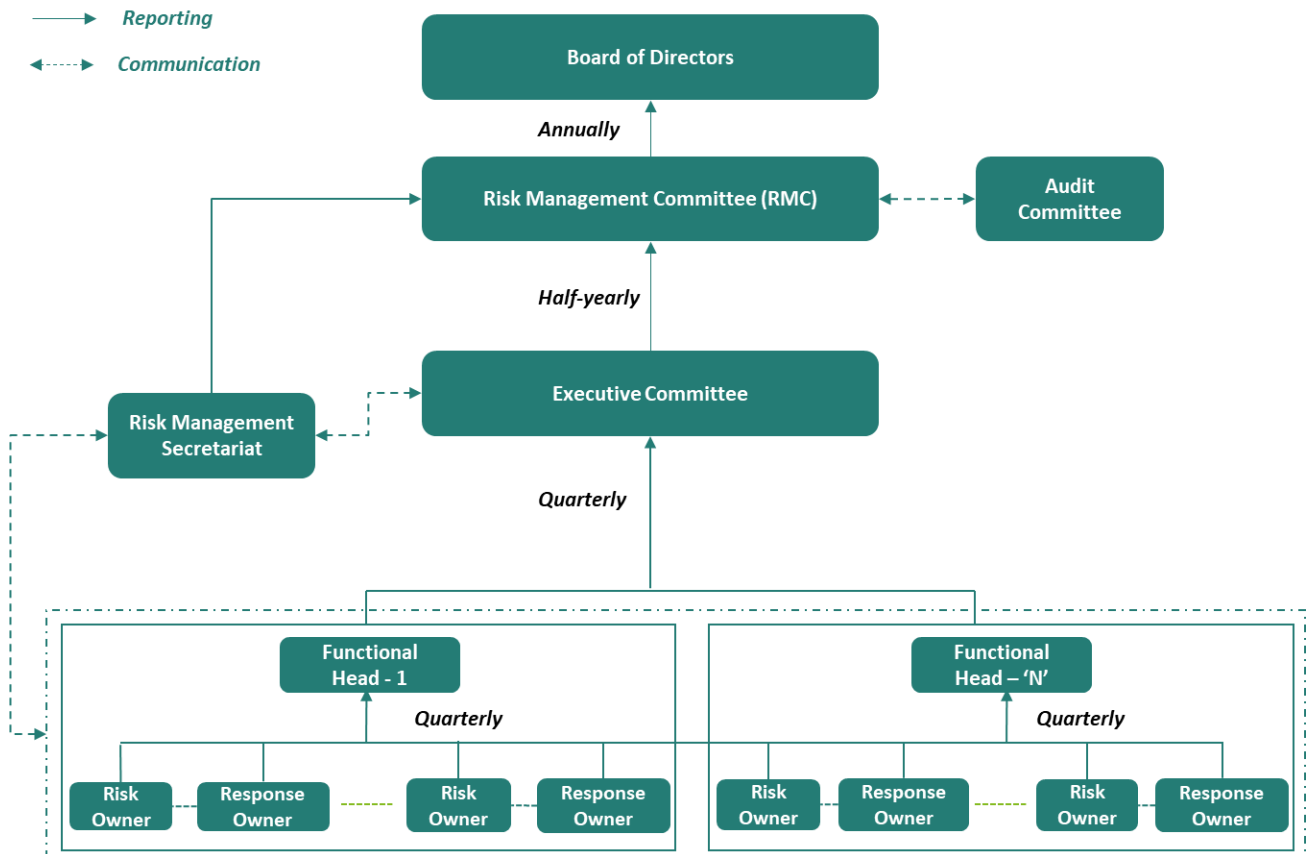 Reporting
Communication
Board of Directors
Annually
Risk Management Committee (RMC)
Audit
Committee
Half-yearly
Executive Committee
Risk Management
Secretariat
Quarterly
Functional
Head - 1
Functional
Head – ‘N’
Quarterly
Quarterly
Risk
Owner
Response
Owner
Risk
Owner
Response
Owner
Risk
Owner
Response
Owner
Risk
Owner
Response
Owner